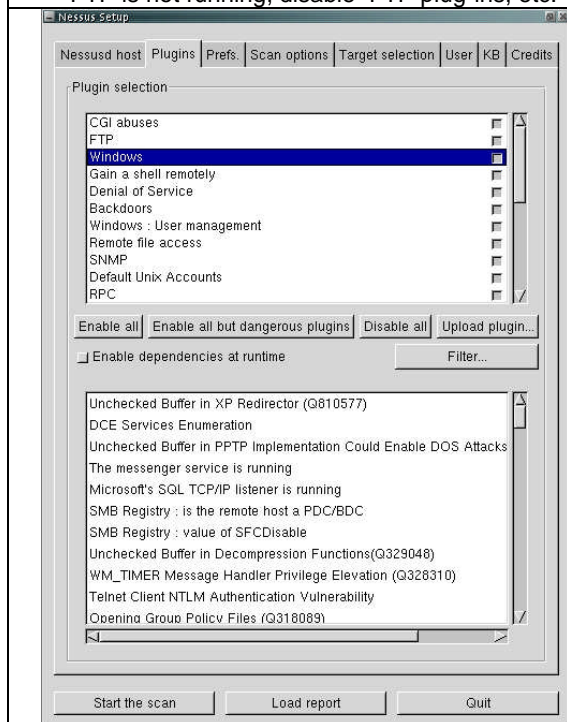 FTP is not running, disable FTP plug-ins, etc.
Nessus Setup
Nessusd host Plugins Prefs. Scan options Target selection User KB Credits
Plugin selection
CGI abuses
FTP
Windows
Gain a shell remotely
Denial of Service
Backdoors
Windows : User management
Remote file access
SNMP
Default Unix Accounts
RPC
Enable all Enable all but dangerous plugins Disable all Upload plugin...
Enable dependencies at runtime Filter...
Unchecked Buffer in XP Redirector (Q810577)
DCE Services Enumeration
Unchecked Buffer in PPTP Implementation Could Enable DOS Attacks
The messenger service is running
Microsoft's SQL TCP/IP listener is running
SMB Registry : is the remote host a PDC/BDC
SMB Registry : value of SFCDisable
Unchecked Buffer in Decompression Functions(Q329048)
WM_TIMER Message Handler Privilege Elevation (Q328310)
Telnet Client NTLM Authentication Vulnerability
Opening Group Policy Files (Q318089)
Start the scan Load report Quit